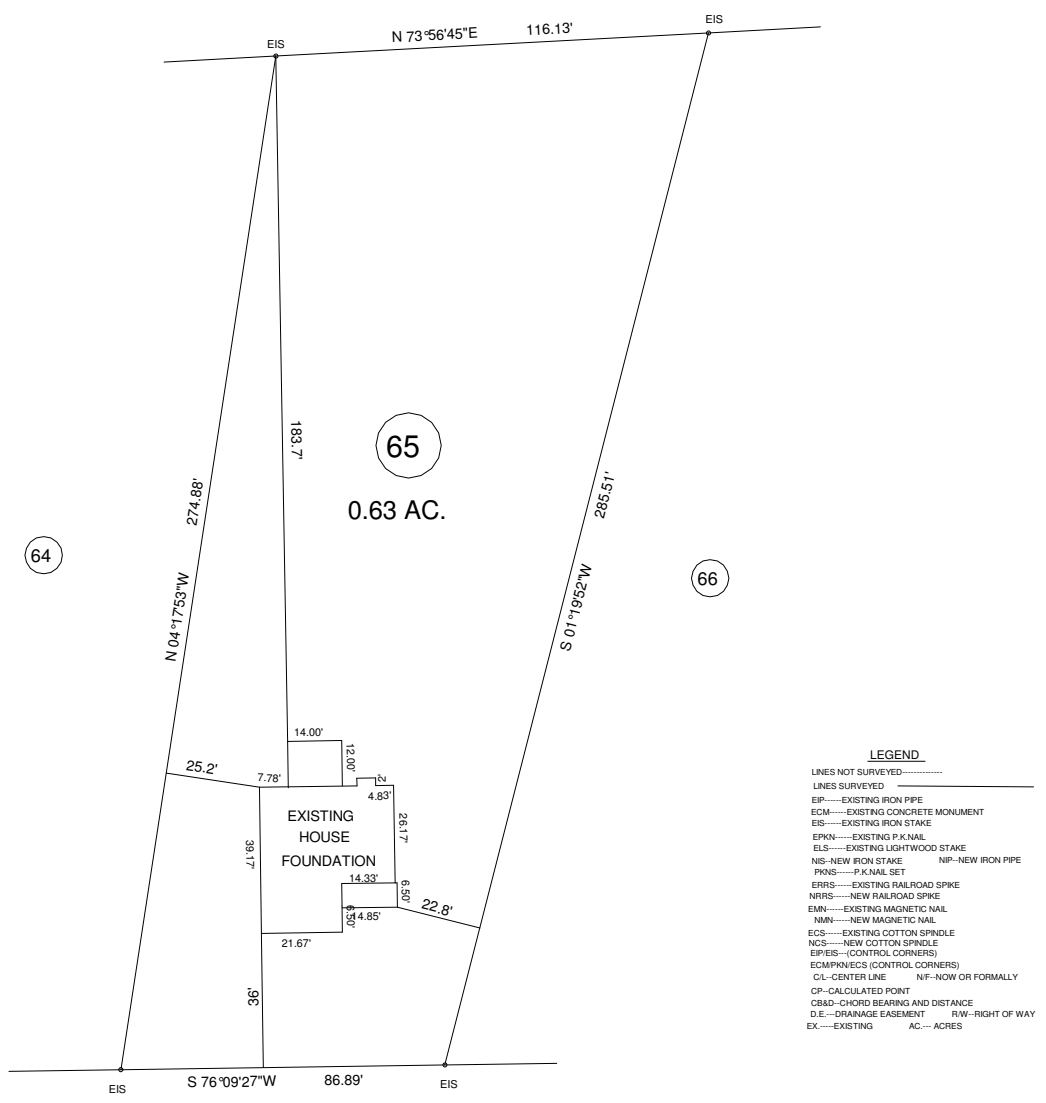 EIS
N 73°56'45"E 116.13'
EIS
183.7'
65
0.63 AC.
274.88'
N 04°17'53"W
285.51'
S 01°19'52"W
64
66
14.00'
12.00'
25.2'
7.78'
2'
4.83'
EXISTING
HOUSE
FOUNDATION
39.17'
26.17'
14.33'
6.50'
6.50'
14.85'
22.8'
21.67'
36'
S 76°09'27"W 86.89'
EIS
EIS
LEGEND
LINES NOT SURVEYED--------------
LINES SURVEYED
EIP------EXISTING IRON PIPE
ECM-----EXISTING CONCRETE MONUMENT
EIS------EXISTING IRON STAKE
EPKN-----EXISTING P.K.NAIL
ELS-----EXISTING LIGHTWOOD STAKE
NIS--NEW IRON STAKE NIP--NEW IRON PIPE
PKNS------P.K.NAIL SET
ERRS-----EXISTING RAILROAD SPIKE
NRRS-----NEW RAILROAD SPIKE
EMN------EXISTING MAGNETIC NAIL
NMN------NEW MAGNETIC NAIL
ECS------EXISTING COTTON SPINDLE
NCS------NEW COTTON SPINDLE
EIP/EIS---(CONTROL CORNERS)
ECM/PKN/ECS (CONTROL CORNERS)
C/L--CENTER LINE N/F--NOW OR FORMALLY
CP--CALCULATED POINT
CB&D--CHORD BEARING AND DISTANCE
D.E.---DRAINAGE EASEMENT R/W--RIGHT OF WAY
EX.-----EXISTING AC.--- ACRES